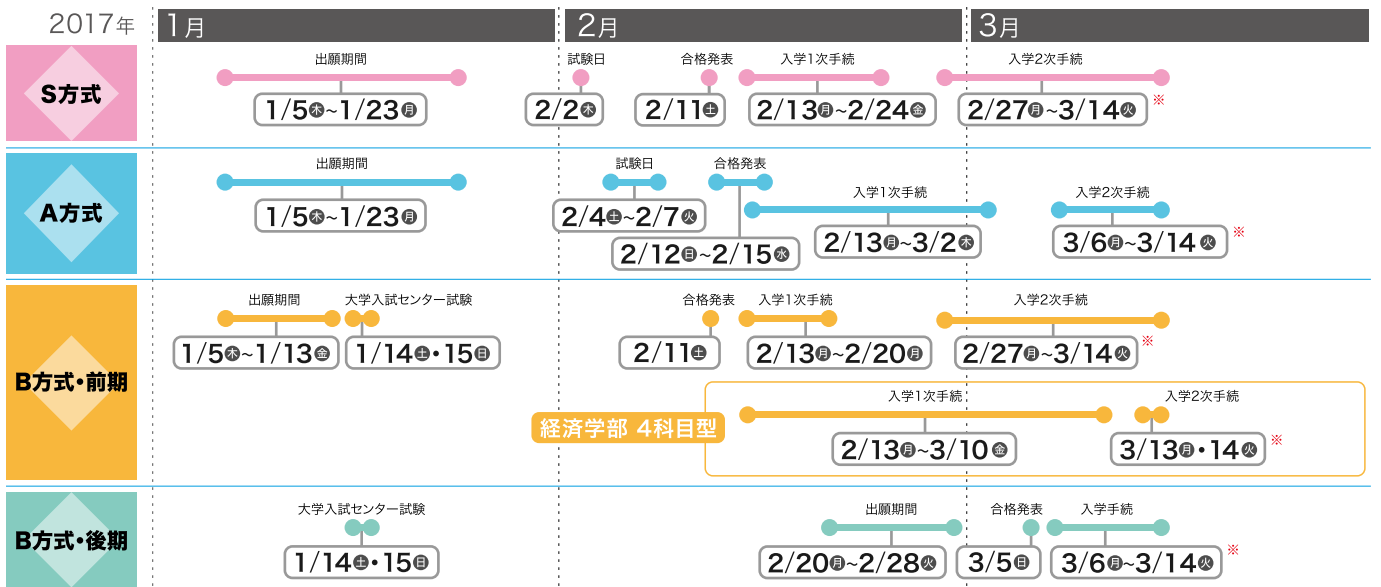 2017年 1月 2月 3月
S方式
出願期間 試験日 合格発表 入学1次手続 入学2次手続
1/5木~1/23月 2/2木 2/11土 2/13月~2/24金 2/27月~3/14火 ※
A方式
出願期間 試験日 合格発表 入学1次手続 入学2次手続
1/5木~1/23月 2/4土~2/7火 2/12日~2/15水 2/13月~3/2木 3/6月~3/14火 ※
B方式・前期
出願期間 大学入試センター試験 合格発表 入学1次手続 入学2次手続
1/5木~1/13金 1/14土・15日 2/11土 2/13月~2/20月 2/27月~3/14火 ※
経済学部 4科目型
入学1次手続 入学2次手続
2/13月~3/10金 3/13月・14火 ※
B方式・後期
大学入試センター試験 出願期間 合格発表 入学手続
1/14土・15日 2/20月~2/28火 3/5日 3/6月~3/14火 ※